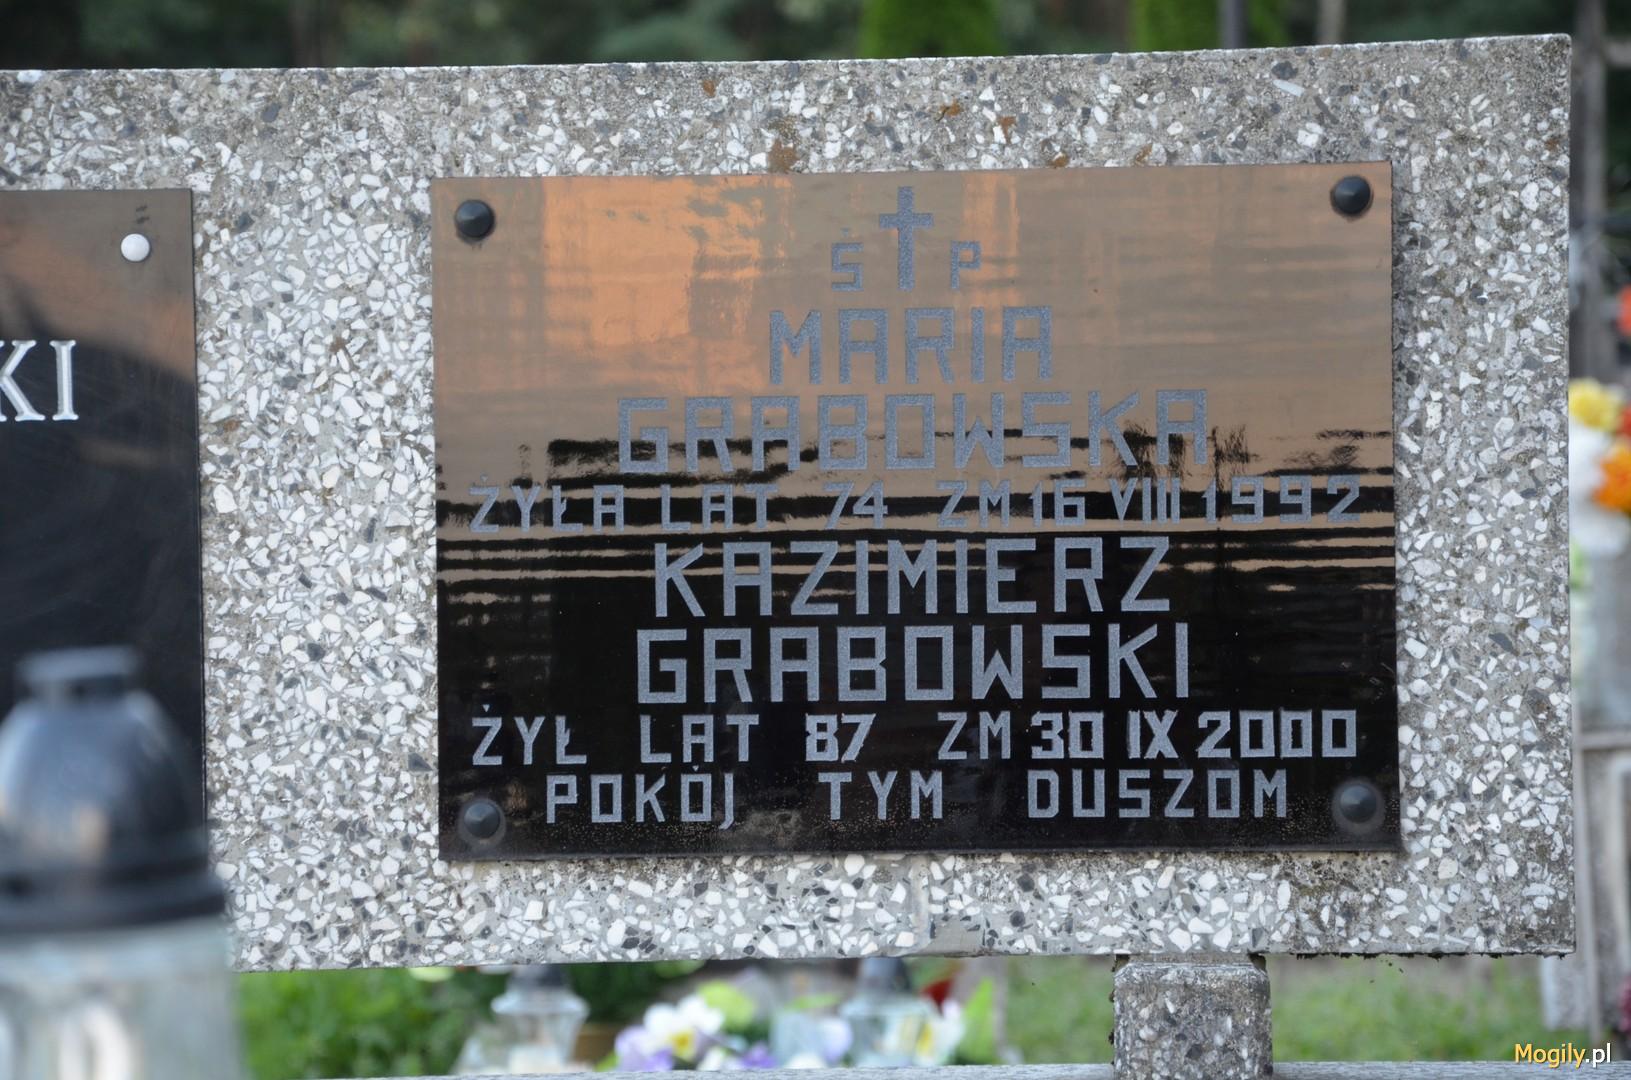 Ś P
MARIA
GRABOWSKA
ŻYŁA LAT 74 ZM 16 VIII 1992
KAZIMIERZ
GRABOWSKI
ŻYŁ LAT 87 ZM 30 IX 2000
POKÓJ TYM DUSZOM
KI
Mogily.pl